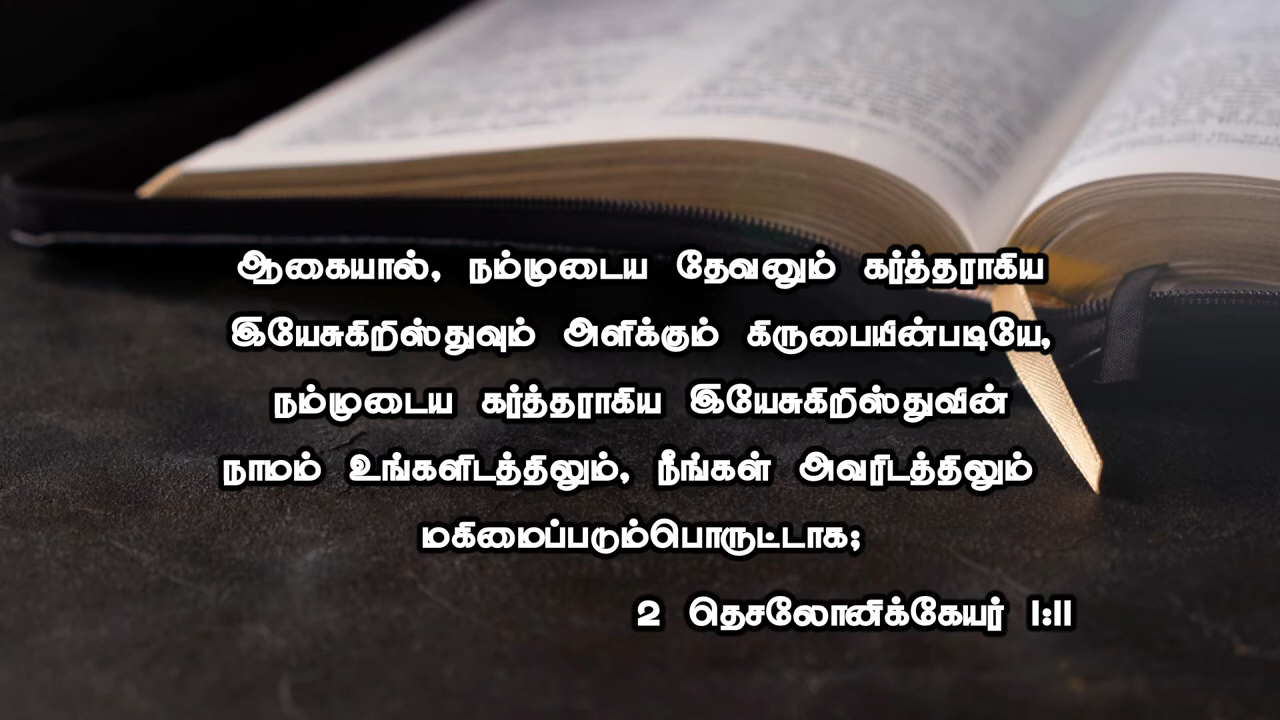 ஆகையால், நம்முடைய தேவனும் கர்த்தராகிய
இயேசுகிறிஸ்துவும் அளிக்கும் கிருபையின்படியே,
நம்முடைய கர்த்தராகிய இயேசுகிறிஸ்துவின்
நாமம் உங்களிடத்திலும், நீங்கள் அவரிடத்திலும்
மகிமைப்படும்பொருட்டாக;
2 தெசலோனிக்கேயர் 1:11